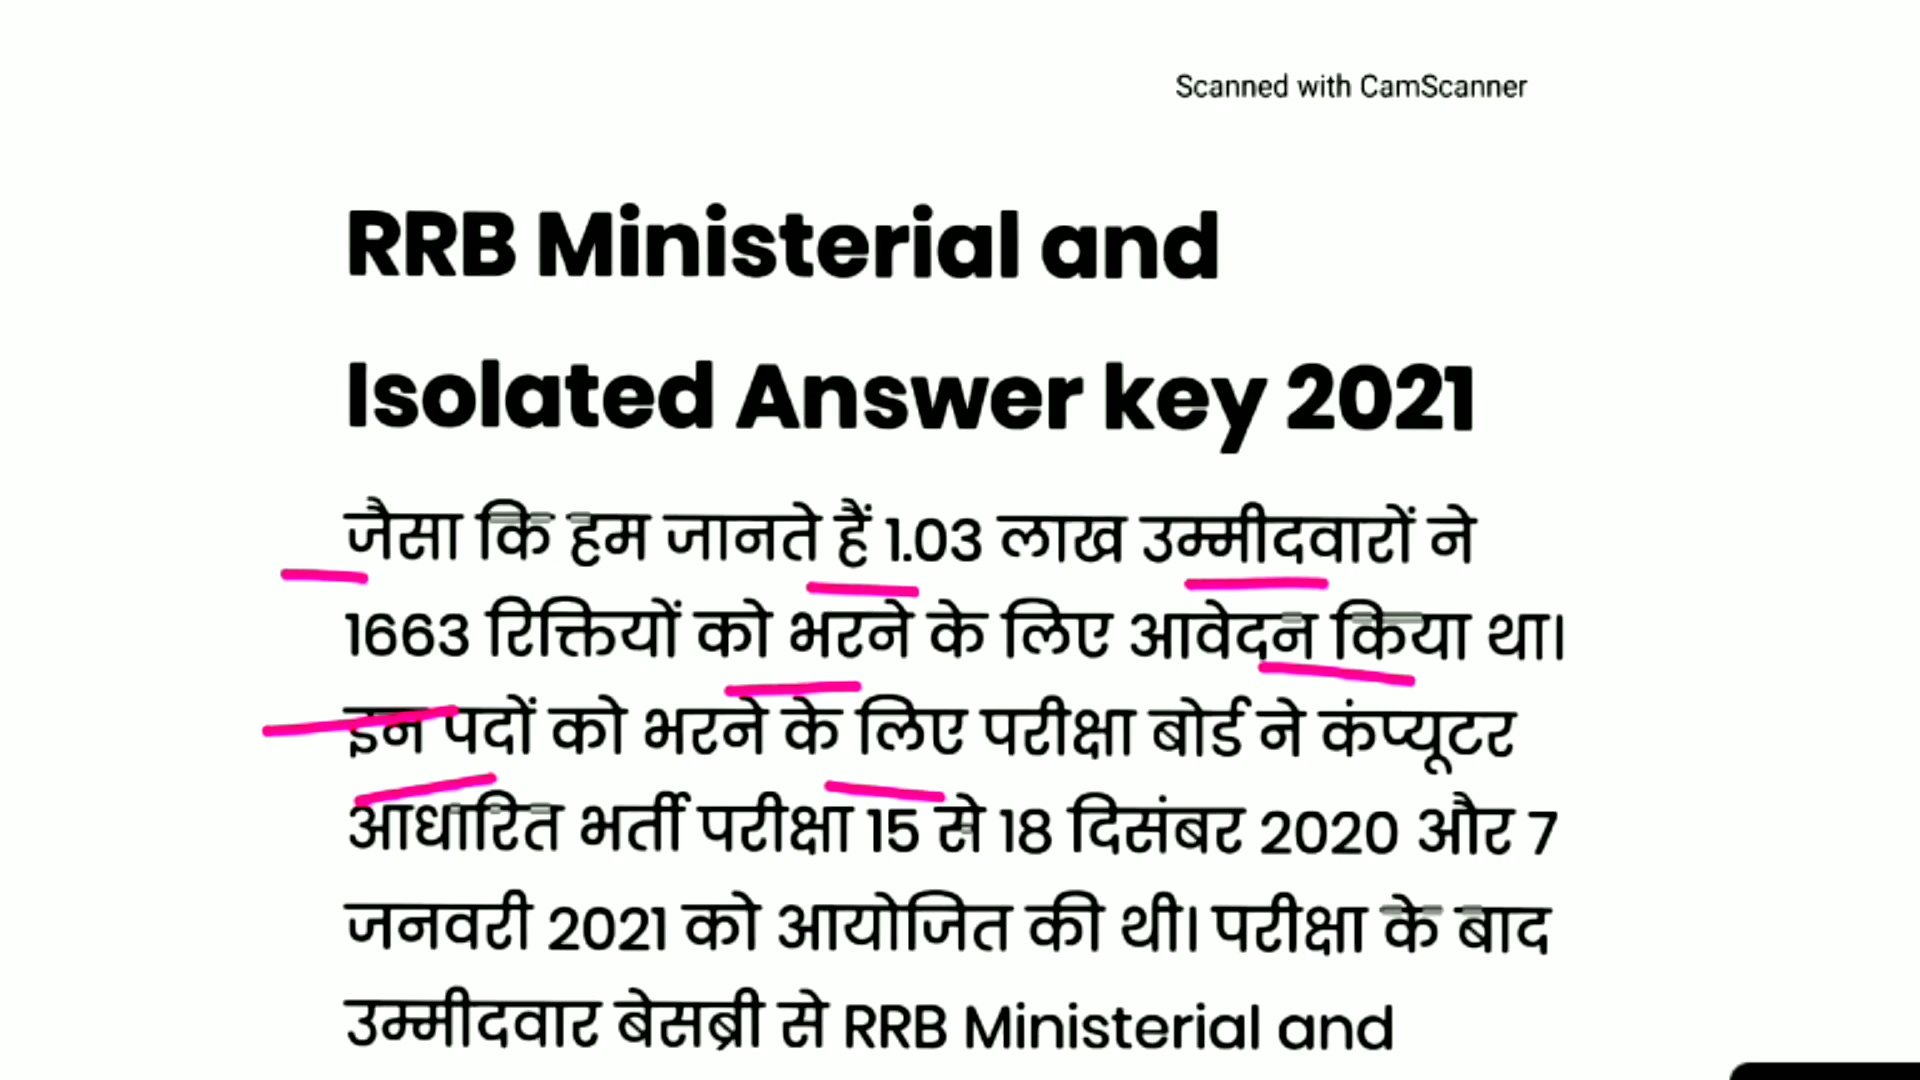 Scanned with CamScanner
RRB Ministerial and
Isolated Answer key 2021
जैसा कि हम जानते हैं 1.03 लाख उम्मीदवारों ने
1663 रिक्तियों को भरने के लिए आवेदन किया था।
इन पदों को भरने के लिए परीक्षा बोर्ड ने कंप्यूटर
आधारित भर्ती परीक्षा 15 से 18 दिसंबर 2020 और 7
जनवरी 2021 को आयोजित की थी। परीक्षा के बाद
उम्मीदवार बेसब्री से RRB Ministerial and